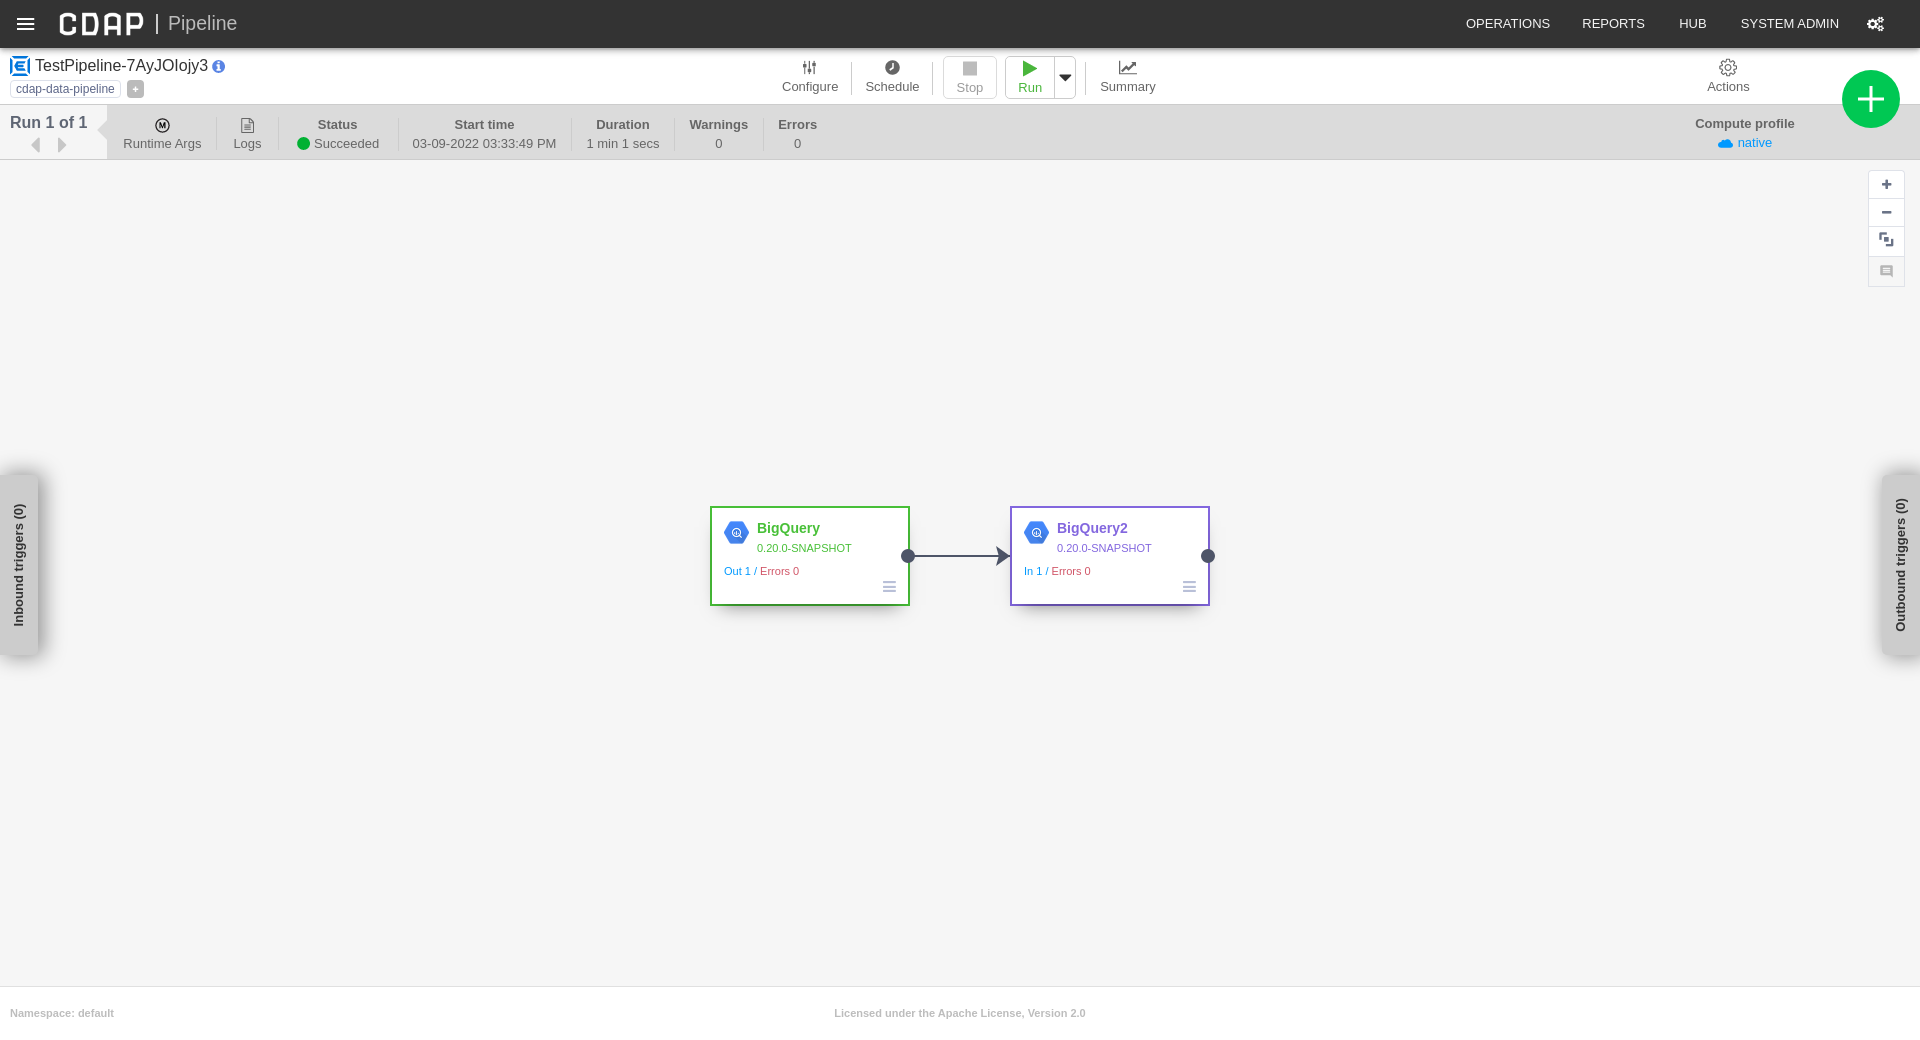 CDAP | Pipeline
OPERATIONS REPORTS HUB SYSTEM ADMIN
TestPipeline-7AyJOIojy3
cdap-data-pipeline +
Configure Schedule Stop Run Summary Actions
Run 1 of 1
Runtime Args
Logs
Status
Succeeded
Start time
03-09-2022 03:33:49 PM
Duration
1 min 1 secs
Warnings
0
Errors
0
Compute profile
native
Inbound triggers (0)
BigQuery
0.20.0-SNAPSHOT
Out 1 / Errors 0
BigQuery2
0.20.0-SNAPSHOT
In 1 / Errors 0
Outbound triggers (0)
Namespace: default
Licensed under the Apache License, Version 2.0